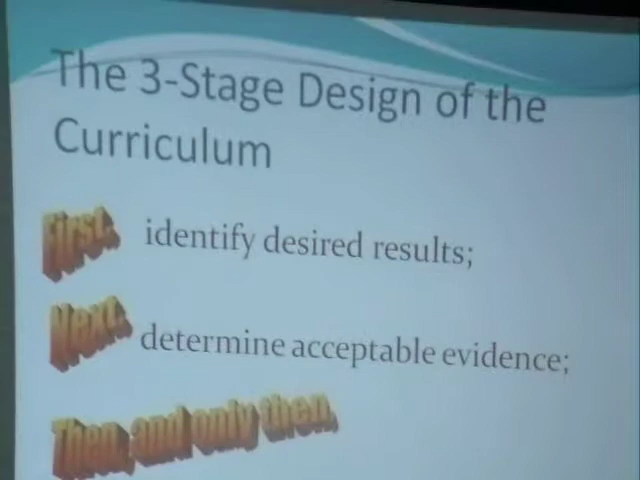 The 3-Stage Design of the
Curriculum
First, identify desired results;
Next, determine acceptable evidence;
Then, and only then,